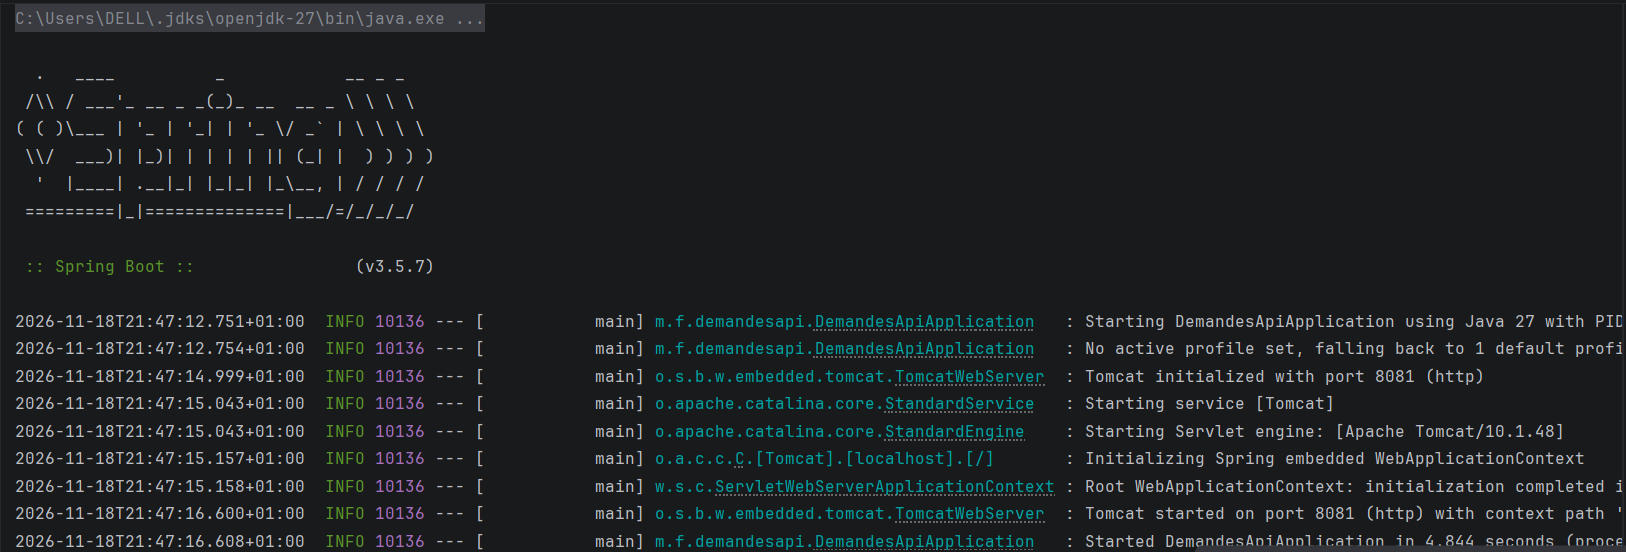 C:\Users\DELL\.jdks\openjdk-27\bin\java.exe ...
  .   ____          _            __ _ _
 /\\ / ___'_ __ _ _(_)_ __  __ _ \ \ \ \
( ( )\___ | '_ | '_| | '_ \/ _` | \ \ \ \
 \\/  ___)| |_)| | | | | || (_| |  ) ) ) )
  '  |____| .__|_| |_|_| |_\__, | / / / /
 =========|_|==============|___/=/_/_/_/
 :: Spring Boot ::                (v3.5.7)
2026-11-18T21:47:12.751+01:00  INFO 10136 --- [           main] m.f.demandesapi.DemandesApiApplication   : Starting DemandesApiApplication using Java 27 with PID
2026-11-18T21:47:12.754+01:00  INFO 10136 --- [           main] m.f.demandesapi.DemandesApiApplication   : No active profile set, falling back to 1 default profi
2026-11-18T21:47:14.999+01:00  INFO 10136 --- [           main] o.s.b.w.embedded.tomcat.TomcatWebServer  : Tomcat initialized with port 8081 (http)
2026-11-18T21:47:15.043+01:00  INFO 10136 --- [           main] o.apache.catalina.core.StandardService   : Starting service [Tomcat]
2026-11-18T21:47:15.043+01:00  INFO 10136 --- [           main] o.apache.catalina.core.StandardEngine    : Starting Servlet engine: [Apache Tomcat/10.1.48]
2026-11-18T21:47:15.157+01:00  INFO 10136 --- [           main] o.a.c.c.C.[Tomcat].[localhost].[/]       : Initializing Spring embedded WebApplicationContext
2026-11-18T21:47:15.158+01:00  INFO 10136 --- [           main] w.s.c.ServletWebServerApplicationContext : Root WebApplicationContext: initialization completed i
2026-11-18T21:47:16.600+01:00  INFO 10136 --- [           main] o.s.b.w.embedded.tomcat.TomcatWebServer  : Tomcat started on port 8081 (http) with context path '
2026-11-18T21:47:16.608+01:00  INFO 10136 --- [           main] m.f.demandesapi.DemandesApiApplication   : Started DemandesApiApplication in 4.844 seconds (proce